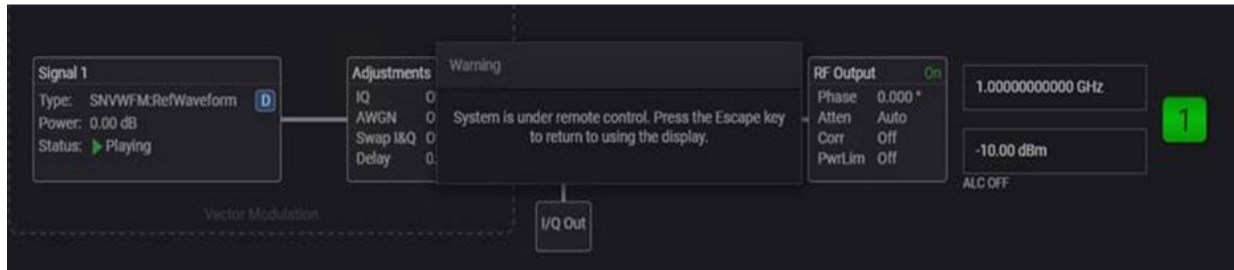 Signal 1
Type: SNVWFM:RefWaveform D
Power: 0.00 dB
Status: Playing
Vector Modulation
Adjustments
IQ O
AWGN O
Swap I&Q O
Delay 0.
Warning
System is under remote control. Press the Escape key
to return to using the display.
I/Q Out
RF Output On
Phase 0.000 °
Atten Auto
Corr Off
PwrLim Off
1.00000000000 GHz
-10.00 dBm
ALC OFF
1